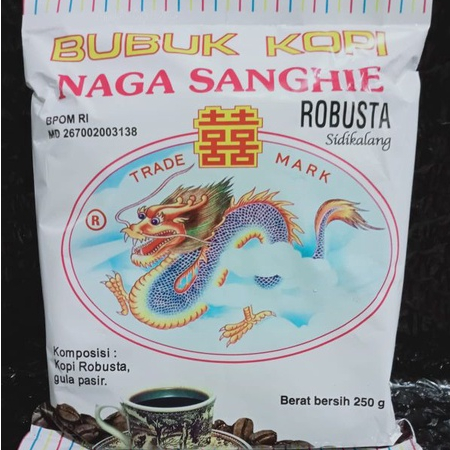 BUBUK KOPI
NAGA SANGHIE
BPOM RI
MD 267002003138
ROBUSTA
Sidikalang
囍
TRADE MARK
®
Komposisi :
Kopi Robusta,
gula pasir.
Berat bersih 250 g